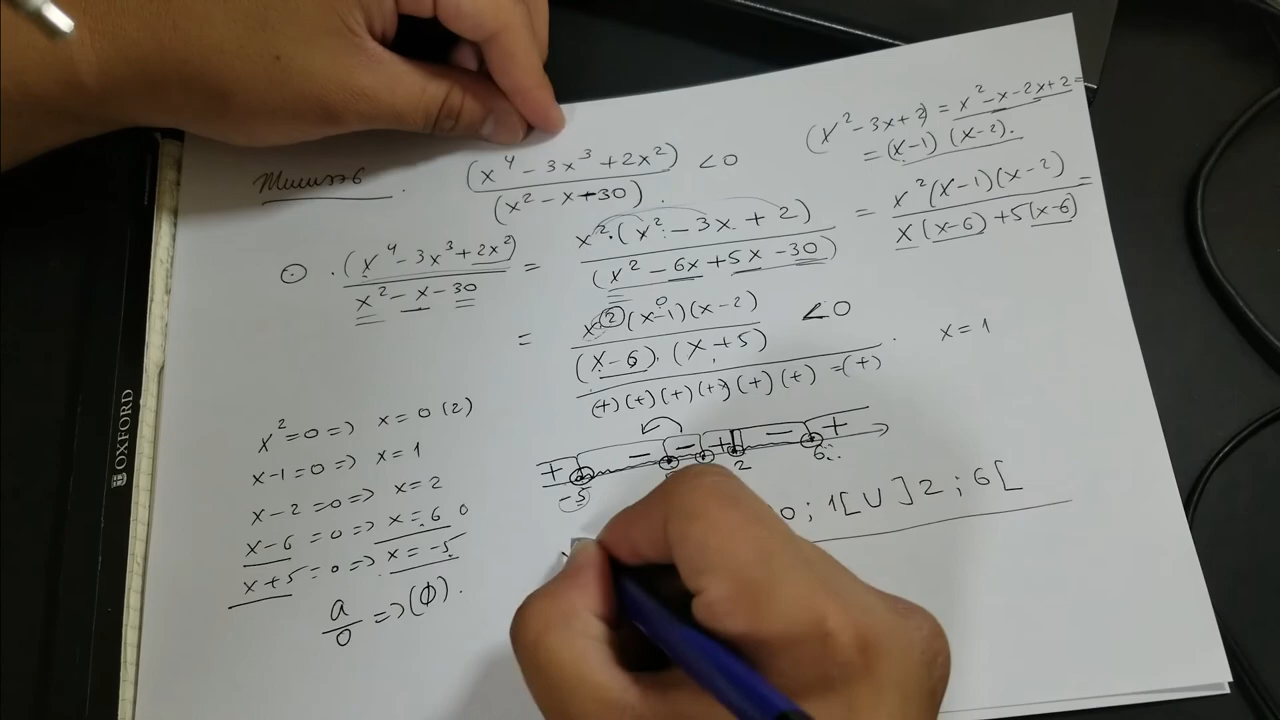 (x⁴ - 3x³ + 2x²) < 0
(x² - x + 30) .
(x² - 3x + 2) = x² - x - 2x + 2 =
= (x-1) (x-2).
⊙ . (x⁴ - 3x³ + 2x²) =
x² - x - 30
x² · (x² - 3x + 2)
(x² - 6x + 5x - 30)
= x² (x-1)(x-2) =
x (x-6) + 5(x-6)
= x² (x-1)(x-2) < 0
(x-6) . (x+5)
0
(+)(+)(+)(+)(+)(+) = (+)
x = 1
x² = 0 => x = 0 (2)
x-1 = 0 => x = 1
x-2 = 0 => x = 2
x-6 = 0 => x = 6 0
x+5 = 0 => x = -5
a/0 => (ϕ).
+ - - + - +
-5 2 6
0 ; 1[ U ]2 ; 6[
OXFORD